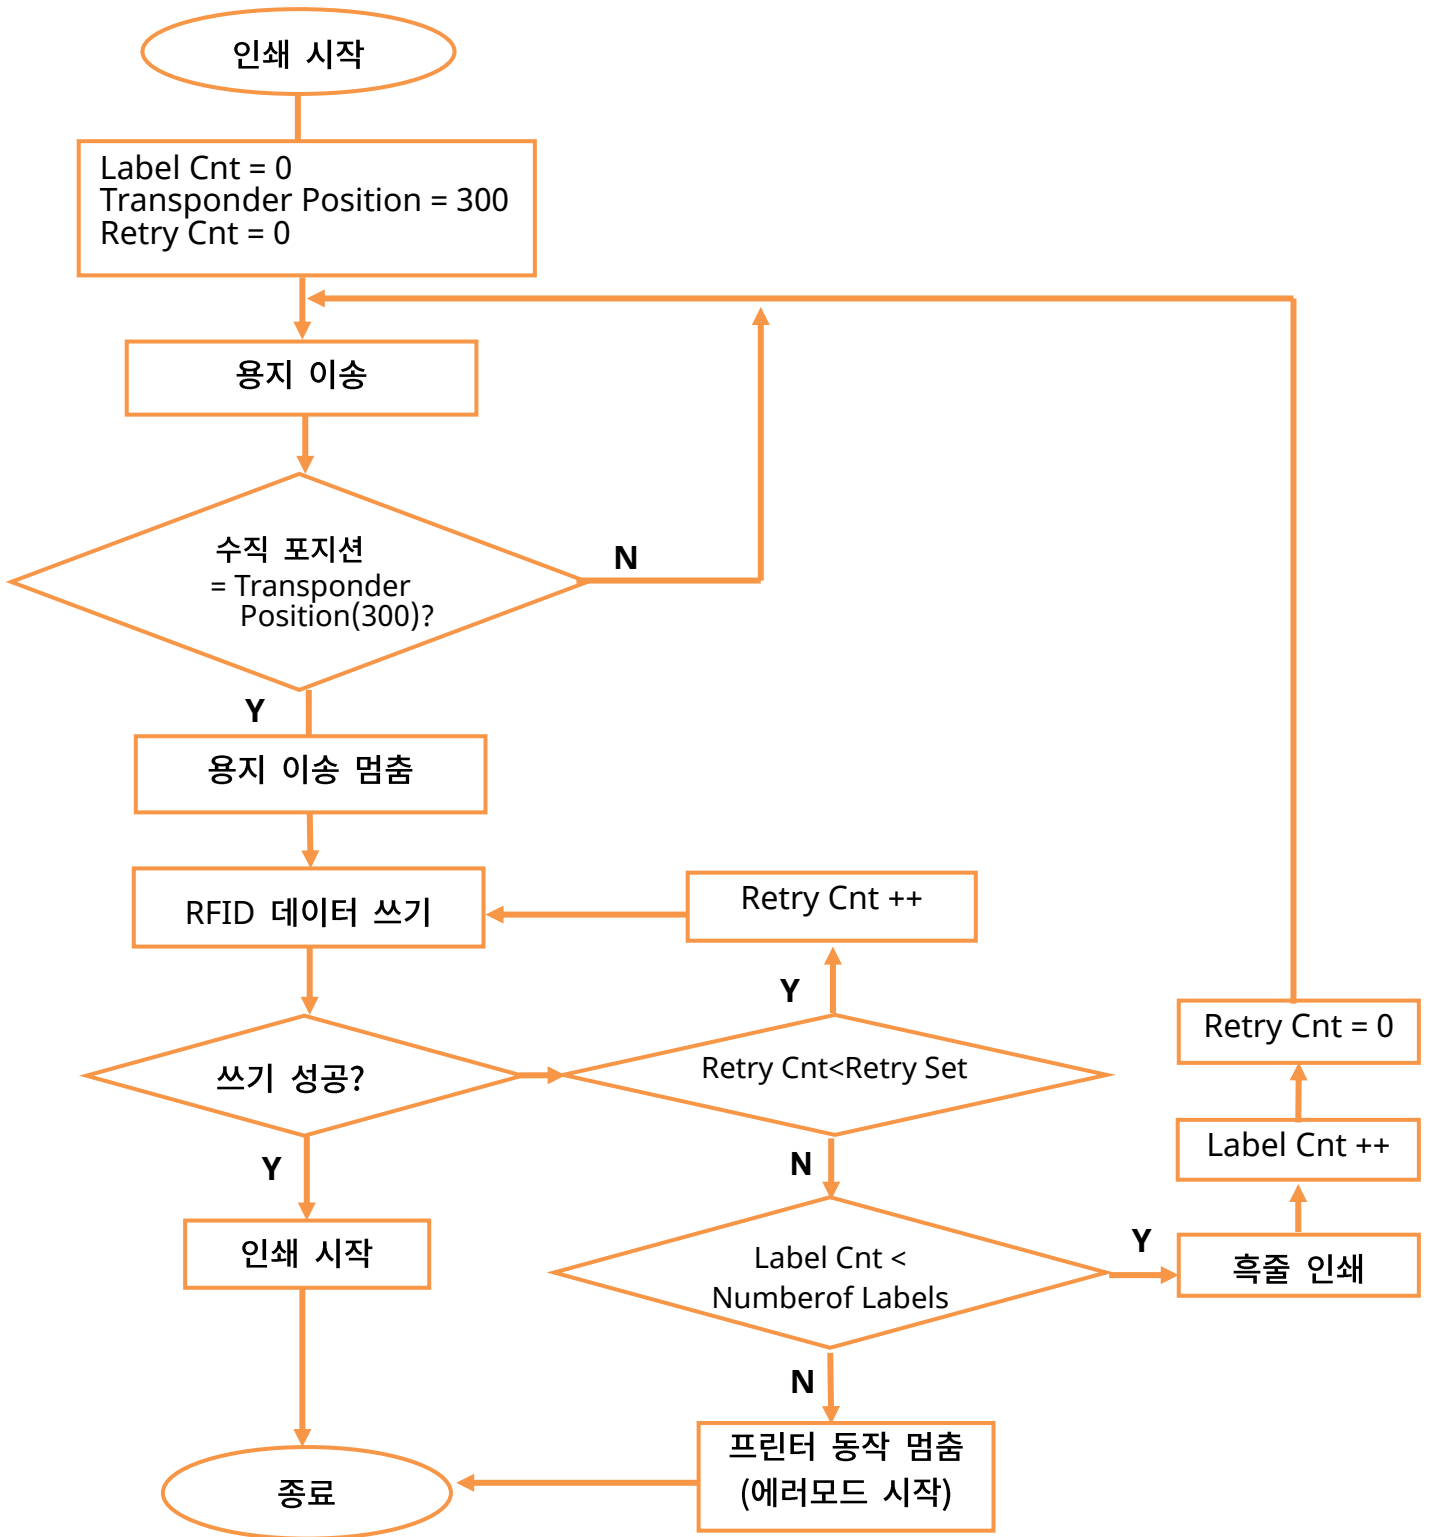 인쇄 시작
Label Cnt = 0
Transponder Position = 300
Retry Cnt = 0
용지 이송
수직 포지션
= Transponder
Position(300)?
N
Y
용지 이송 멈춤
RFID 데이터 쓰기
Retry Cnt ++
Y
쓰기 성공?
Retry Cnt<Retry Set
Retry Cnt = 0
Label Cnt ++
Y
N
인쇄 시작
Label Cnt <
Numberof Labels
Y
흑줄 인쇄
N
프린터 동작 멈춤
(에러모드 시작)
종료